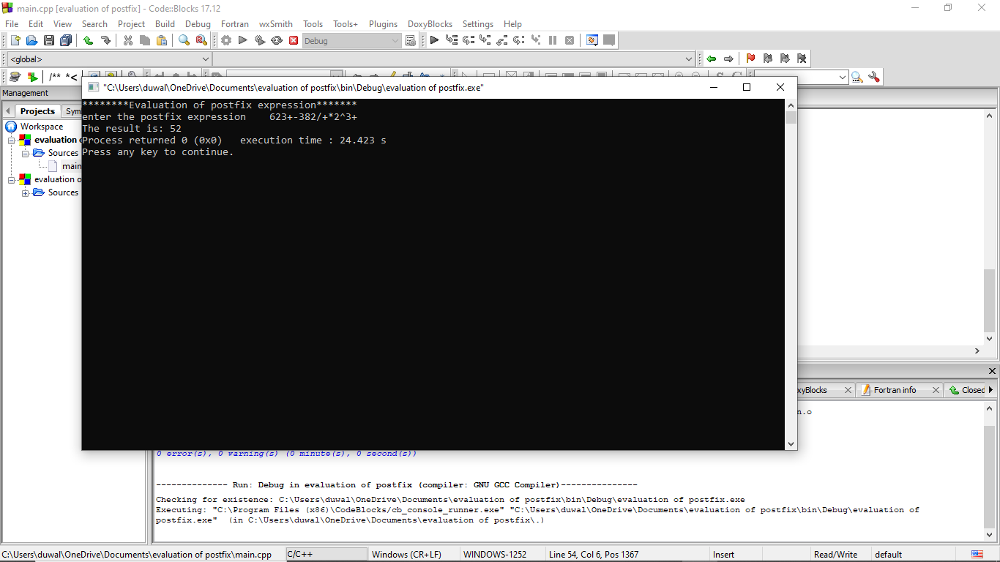 main.cpp [evaluation of postfix] - Code::Blocks 17.12
File Edit View Search Project Build Debug Fortran wxSmith Tools Tools+ Plugins DoxyBlocks Settings Help
Debug
<global>
/** *<
Management
Projects Sym
"C:\Users\duwal\OneDrive\Documents\evaluation of postfix\bin\Debug\evaluation of postfix.exe"
********Evaluation of postfix expression*******
enter the postfix expression    623+-382/+*2^3+
The result is: 52
Process returned 0 (0x0)   execution time : 24.423 s
Press any key to continue.
Workspace
evaluation o
Sources
main
evaluation o
Sources
xyBlocks Fortran info Closed
n.o
0 error(s), 0 warning(s) (0 minute(s), 0 second(s))
-------------- Run: Debug in evaluation of postfix (compiler: GNU GCC Compiler)---------------
Checking for existence: C:\Users\duwal\OneDrive\Documents\evaluation of postfix\bin\Debug\evaluation of postfix.exe
Executing: "C:\Program Files (x86)\CodeBlocks/cb_console_runner.exe" "C:\Users\duwal\OneDrive\Documents\evaluation of postfix\bin\Debug\evaluation of
postfix.exe"  (in C:\Users\duwal\OneDrive\Documents\evaluation of postfix\.)
C:\Users\duwal\OneDrive\Documents\evaluation of postfix\main.cpp C/C++ Windows (CR+LF) WINDOWS-1252 Line 54, Col 6, Pos 1367 Insert Read/Write default